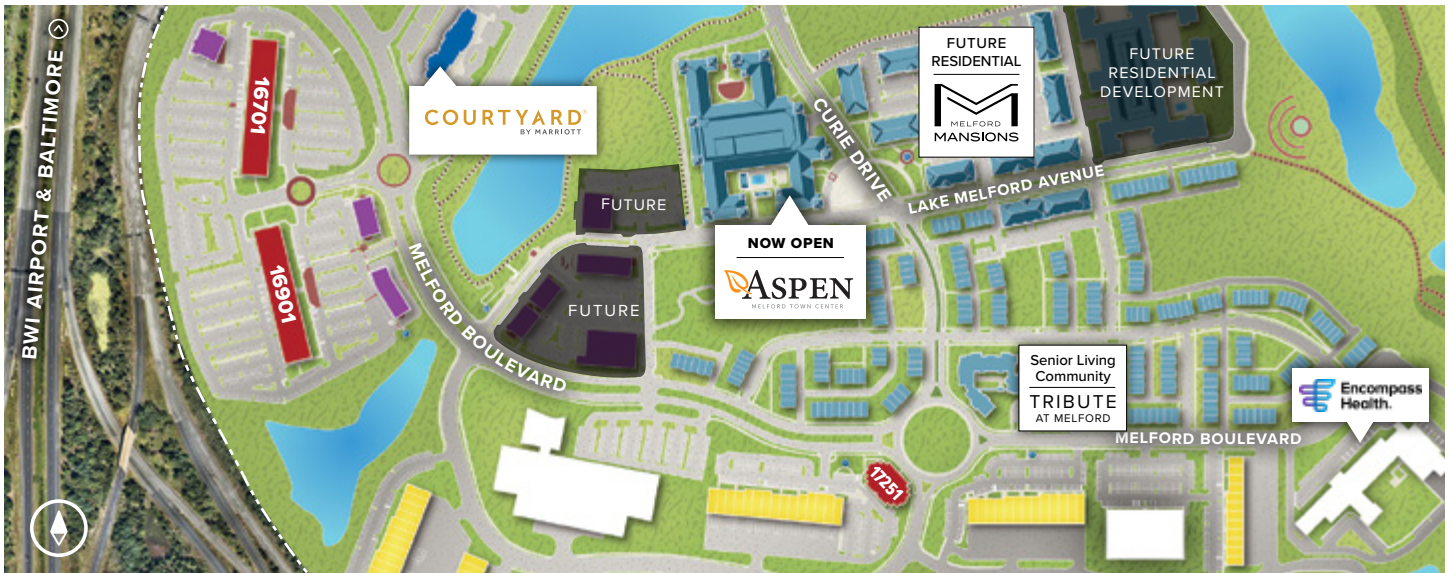 BWI AIRPORT & BALTIMORE
16701
16901
COURTYARD®
BY MARRIOTT
MELFORD BOULEVARD
FUTURE
FUTURE
NOW OPEN
ASPEN
MELFORD TOWN CENTER
CURIE DRIVE
FUTURE
RESIDENTIAL
M
MELFORD
MANSIONS
FUTURE
RESIDENTIAL
DEVELOPMENT
LAKE MELFORD AVENUE
Senior Living
Community
TRIBUTE
AT MELFORD
MELFORD BOULEVARD
Encompass
Health.
17251